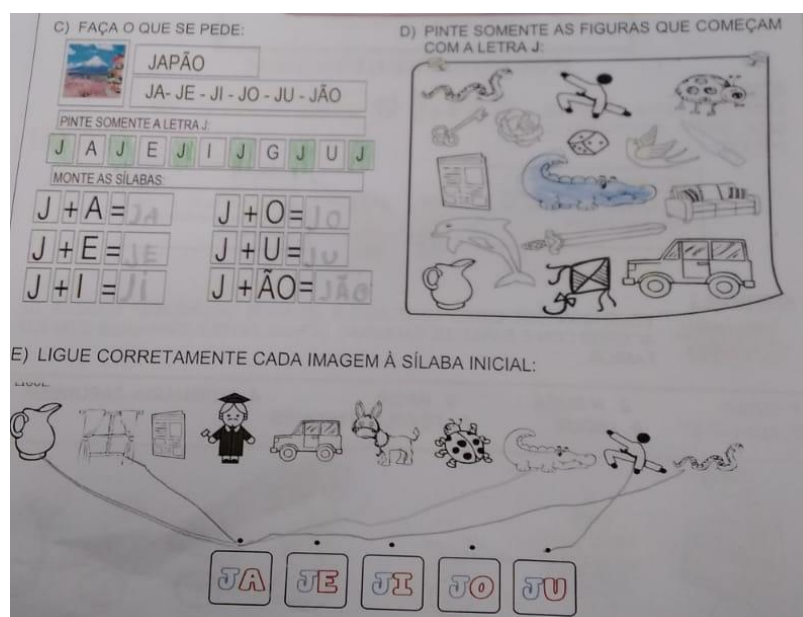 C) FAÇA O QUE SE PEDE:
JAPÃO
JA- JE - JI - JO - JU - JÃO
PINTE SOMENTE A LETRA J:
J A J E J I J G J U J
MONTE AS SÍLABAS:
J + A = JA
J + O = JO
J + E = JE
J + U = JU
J + I = Ji
J + ÃO = JÃO
D) PINTE SOMENTE AS FIGURAS QUE COMEÇAM
COM A LETRA J:
E) LIGUE CORRETAMENTE CADA IMAGEM À SÍLABA INICIAL:
JA JE JI JO JU